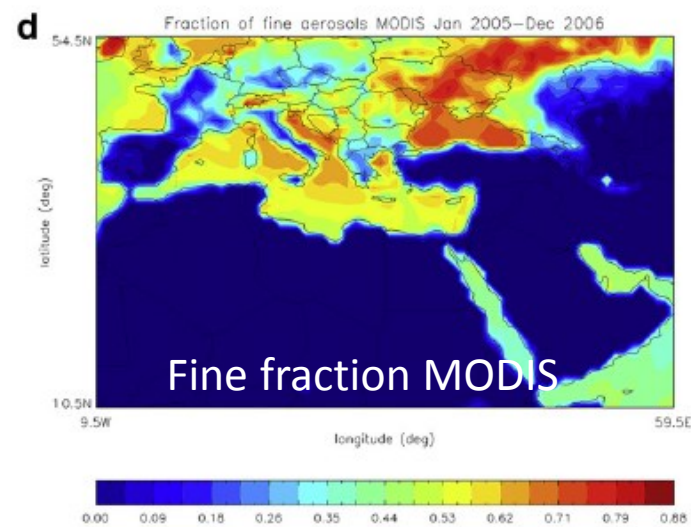 d
Fraction of fine aerosols MODIS Jan 2005–Dec 2006
54.5N
latitude (deg)
Fine fraction MODIS
10.5N
9.5W
59.5E
longitude (deg)
0.00 0.09 0.18 0.26 0.35 0.44 0.53 0.62 0.71 0.79 0.88